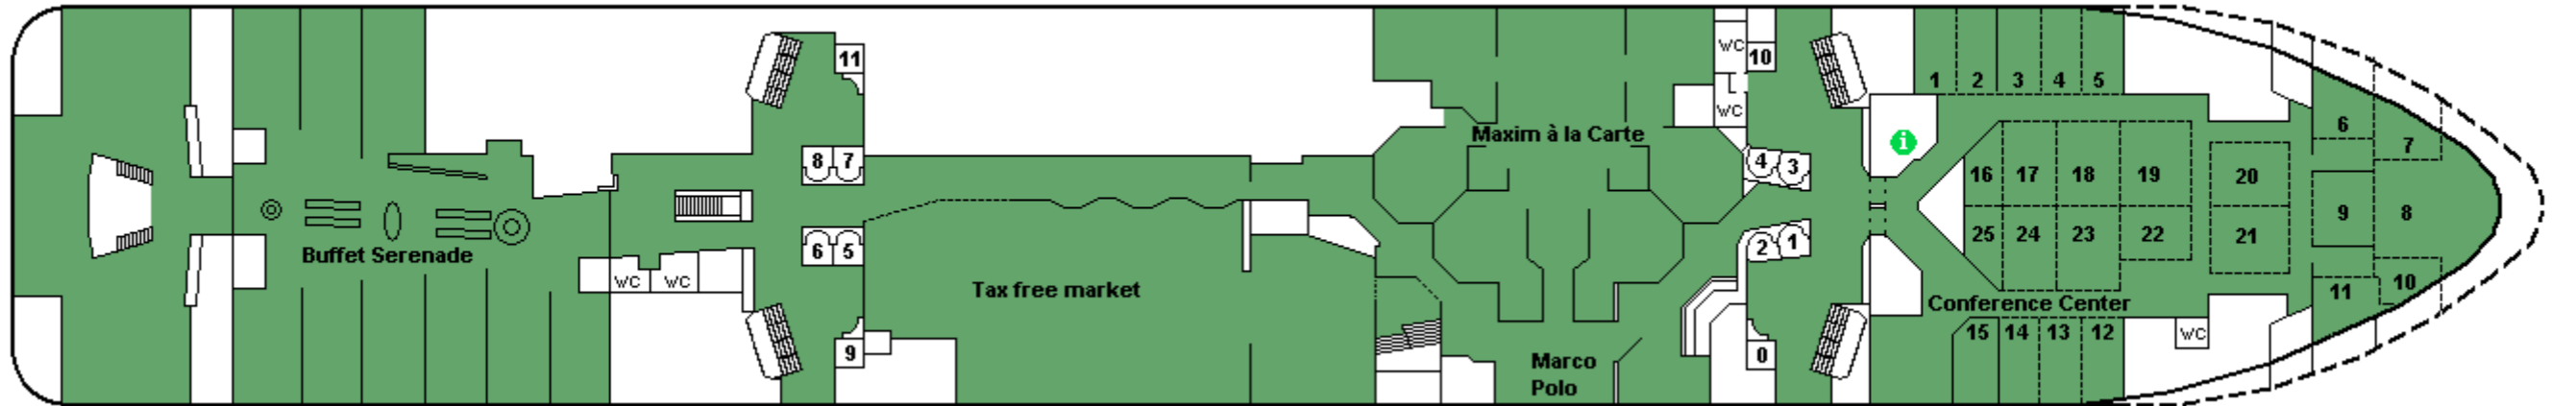 11
WC
10
1 2 3 4 5
WC
i
Maxim à la Carte
6
7
8 7
4 3
16 17 18 19
20
9
8
6 5
2 1
25 24 23 22
21
Buffet Serenade
WC WC
Tax free market
10
11
Conference Center
15 14 13 12
WC
9
0
Marco
Polo